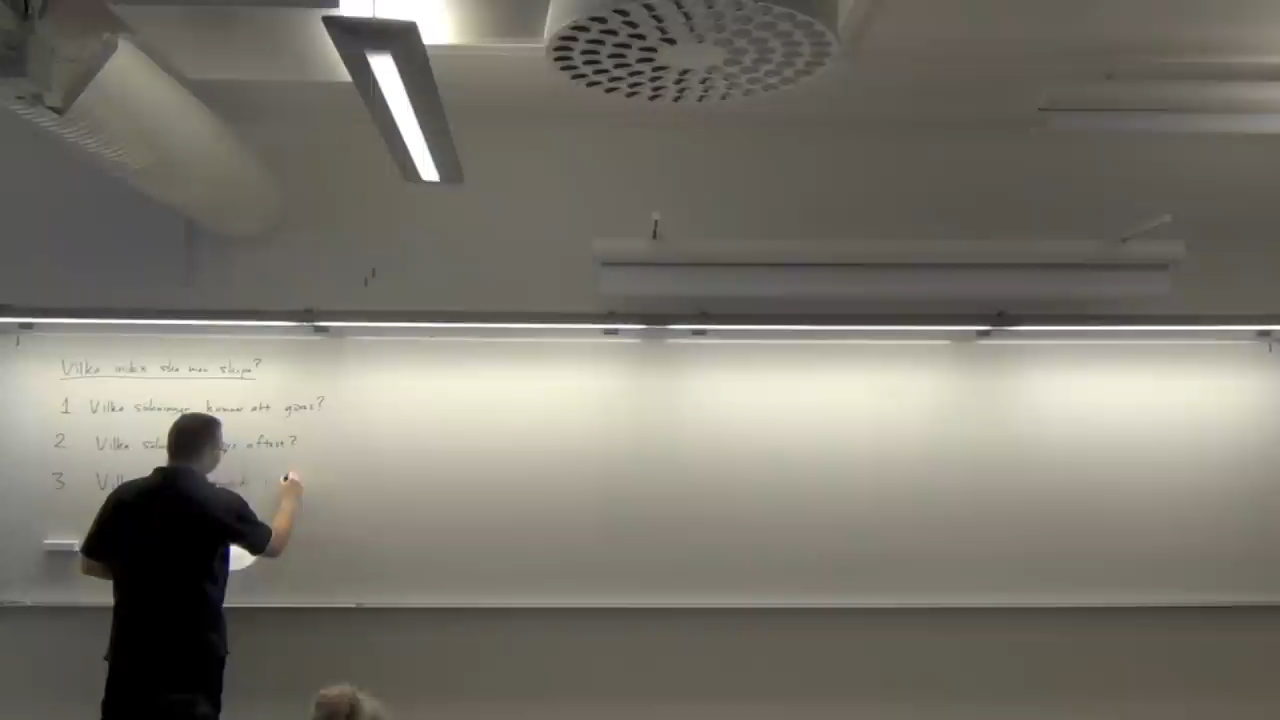 Vilka index ska man skapa?
1 Vilka sökningar kommer att göras?
2 Vilka oftast?
3